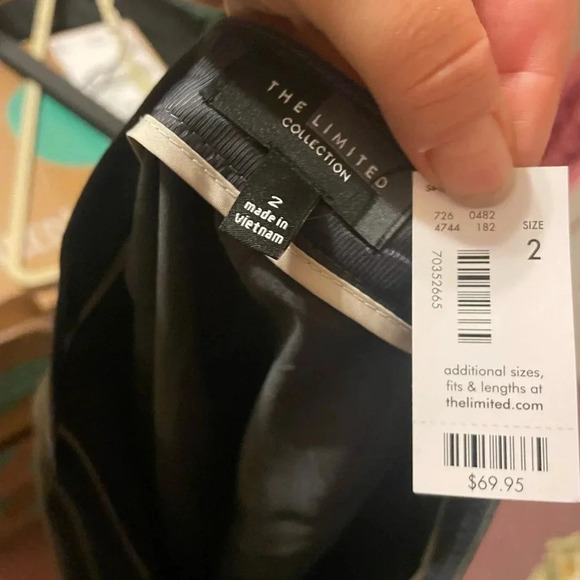 THE LIMITED
COLLECTION
2
made in
vietnam
726 0482
4744 182
SIZE
2
70352665
additional sizes,
fits & lengths at
thelimited.com
$69.95